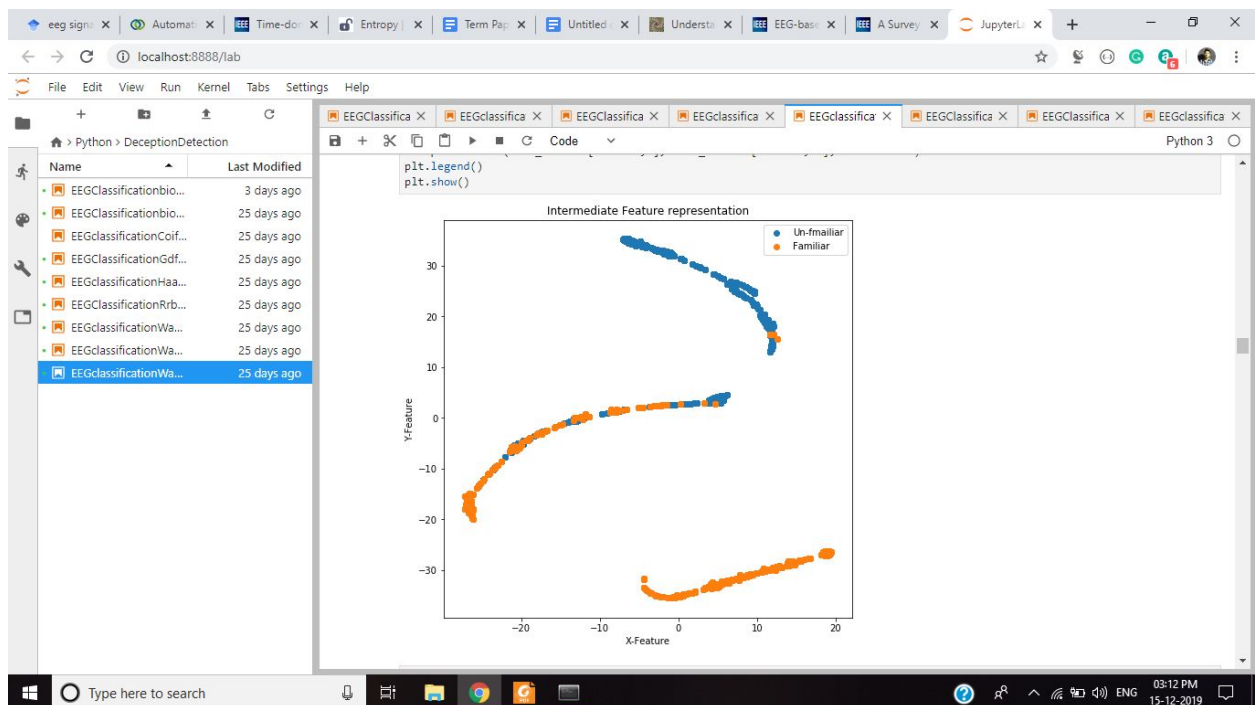 eeg signa
Automati
Time-don
Entropy |
Term Pap
Untitled
Understa
EEG-base
A Survey
JupyterLa
localhost:8888/lab
File Edit View Run Kernel Tabs Settings Help
EEGClassifica EEGclassifica EEGClassifica EEGClassifica EEGClassifica EEGClassifica EEGclassifica EEGclassifica
Code Python 3
> Python > DeceptionDetection
Name Last Modified
EEGClassificationbio... 3 days ago
EEGClassificationbio... 25 days ago
EEGclassificationCoif... 25 days ago
EEGClassificationGdf... 25 days ago
EEGClassificationHaa... 25 days ago
EEGClassificationRrb... 25 days ago
EEGclassificationWa... 25 days ago
EEGclassificationWa... 25 days ago
EEGclassificationWa... 25 days ago
plt.legend()
plt.show()
Intermediate Feature representation
Un-fmailiar
Familiar
30
20
10
0
−10
−20
−30
Y-Feature
−20 −10 0 10 20
X-Feature
Type here to search
ENG
03:12 PM
15-12-2019